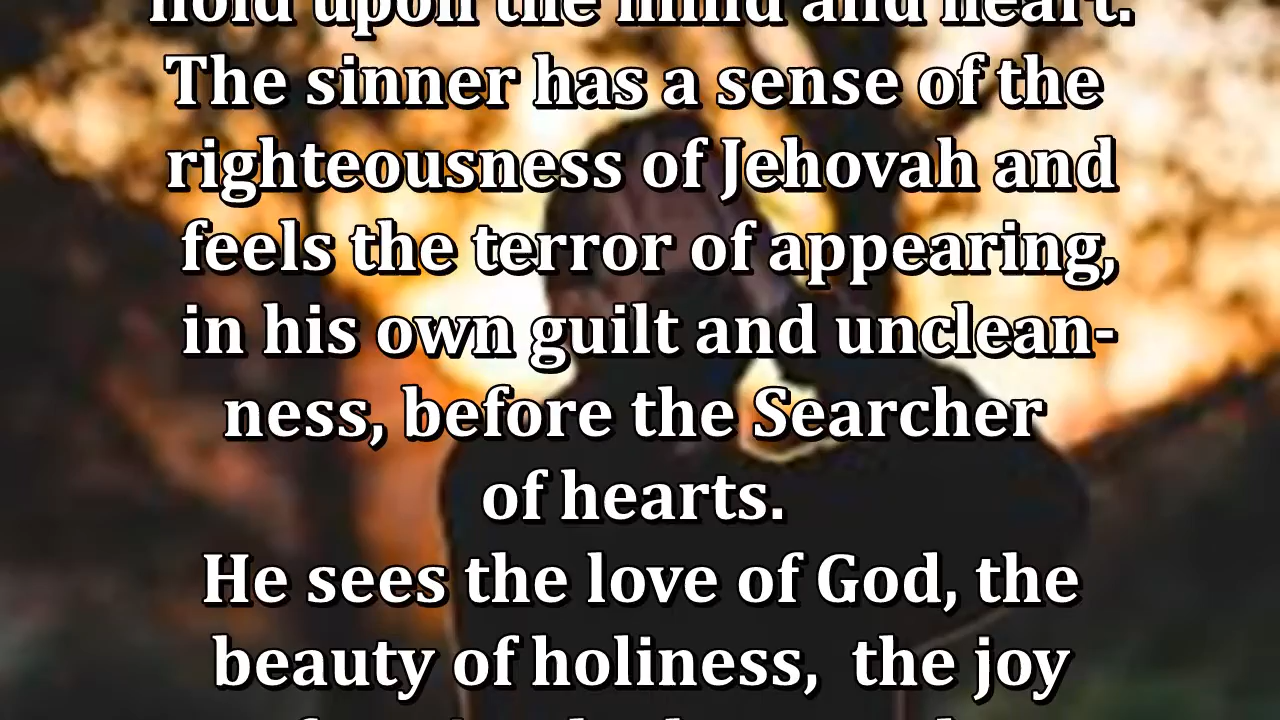 hold upon the mind and heart.
The sinner has a sense of the
righteousness of Jehovah and
feels the terror of appearing,
in his own guilt and unclean-
ness, before the Searcher
of hearts.
He sees the love of God, the
beauty of holiness,  the joy